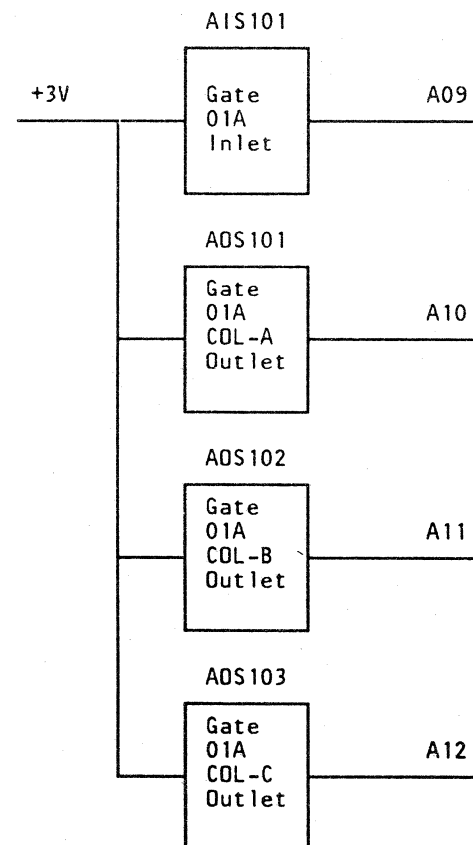 AIS101
+3V
Gate
01A
Inlet
A09
AOS101
Gate
01A
COL-A
Outlet
A10
AOS102
Gate
01A
COL-B
Outlet
A11
AOS103
Gate
01A
COL-C
Outlet
A12